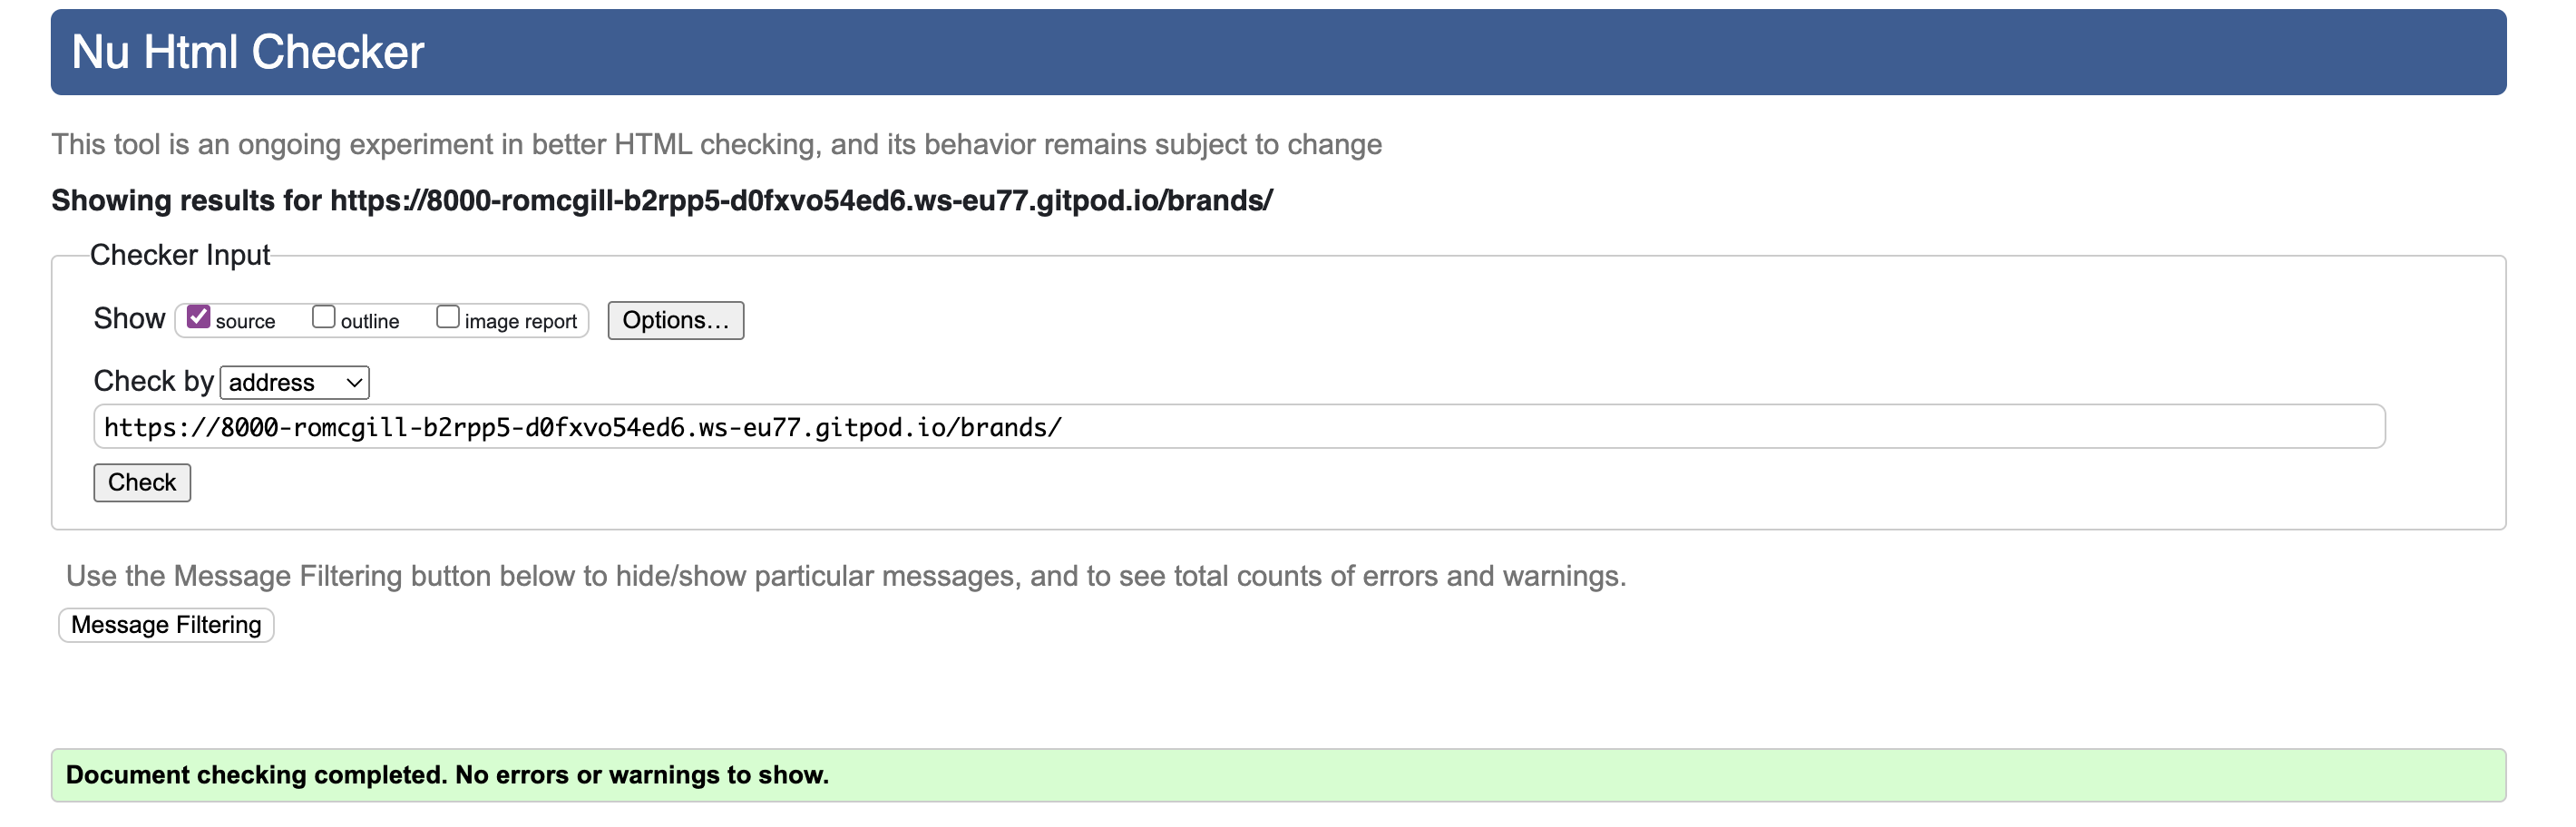 Nu Html Checker
This tool is an ongoing experiment in better HTML checking, and its behavior remains subject to change
Showing results for https://8000-romcgill-b2rpp5-d0fxvo54ed6.ws-eu77.gitpod.io/brands/
Checker Input
Show source outline image report Options...
Check by address
https://8000-romcgill-b2rpp5-d0fxvo54ed6.ws-eu77.gitpod.io/brands/
Check
Use the Message Filtering button below to hide/show particular messages, and to see total counts of errors and warnings.
Message Filtering
Document checking completed. No errors or warnings to show.